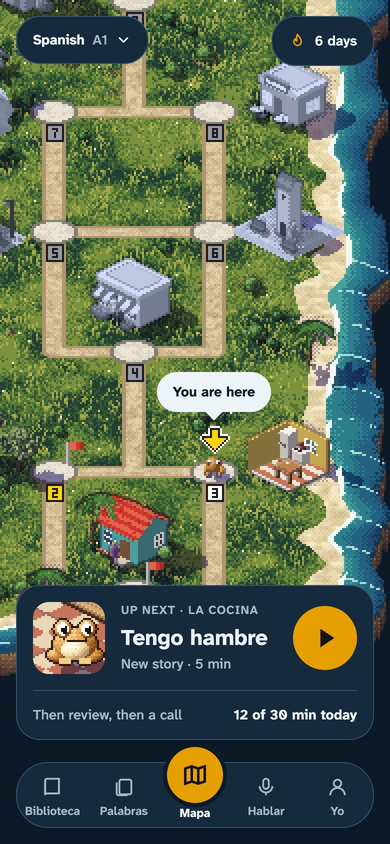 Spanish A1
6 days
7
8
5
6
4
You are here
2
3
UP NEXT · LA COCINA
Tengo hambre
New story · 5 min
Then review, then a call
12 of 30 min today
Biblioteca
Palabras
Mapa
Hablar
Yo